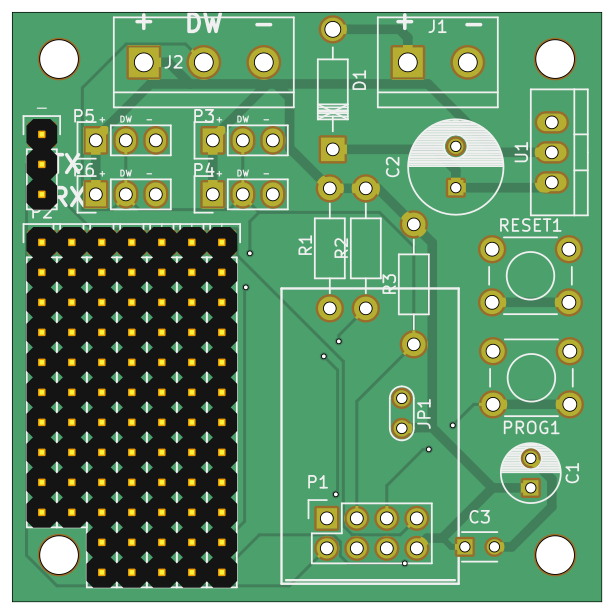 + DW −
+ −
J2
J1
D1
−
P5 + DW −
P3 + DW −
TX
P6 + DW −
P4 + DW −
RX
P2
C2
U1
RESET1
R1
R2
R3
JP1
PROG1
P1
C1
C3